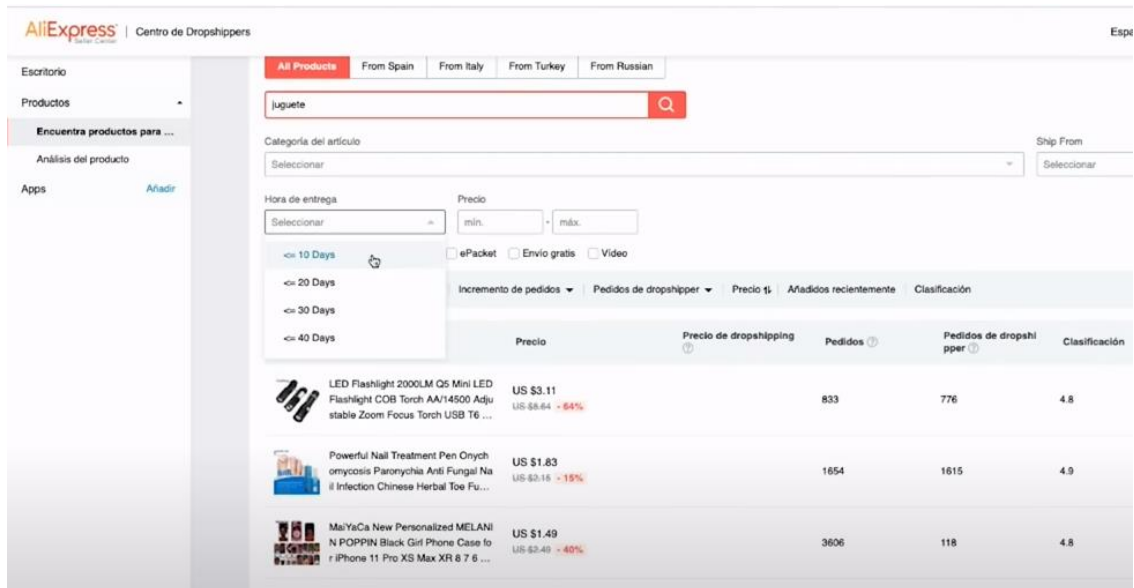 AliExpress | Centro de Dropshippers
Seller Center
Espa
Escritorio
Productos
Encuentra productos para ...
Análisis del producto
Apps Añadir
All Products From Spain From Italy From Turkey From Russian
juguete
Categoría del artículo
Seleccionar
Ship From
Seleccionar
Hora de entrega
Seleccionar
Precio
mín. - máx.
<= 10 Days
<= 20 Days
<= 30 Days
<= 40 Days
ePacket Envío gratis Vídeo
Incremento de pedidos Pedidos de dropshipper Precio Añadidos recientemente Clasificación
Precio
Precio de dropshipping
Pedidos
Pedidos de dropshi
pper
Clasificación
LED Flashlight 2000LM Q5 Mini LED
Flashlight COB Torch AA/14500 Adju
stable Zoom Focus Torch USB T6 ...
US $3.11
US $8.64 - 64%
833
776
4.8
Powerful Nail Treatment Pen Onych
omycosis Paronychia Anti Fungal Na
il Infection Chinese Herbal Toe Fu...
US $1.83
US $2.15 - 15%
1654
1615
4.9
MaiYaCa New Personalized MELANI
N POPPIN Black Girl Phone Case fo
r iPhone 11 Pro XS Max XR 8 7 6 ...
US $1.49
US $2.49 - 40%
3606
118
4.8